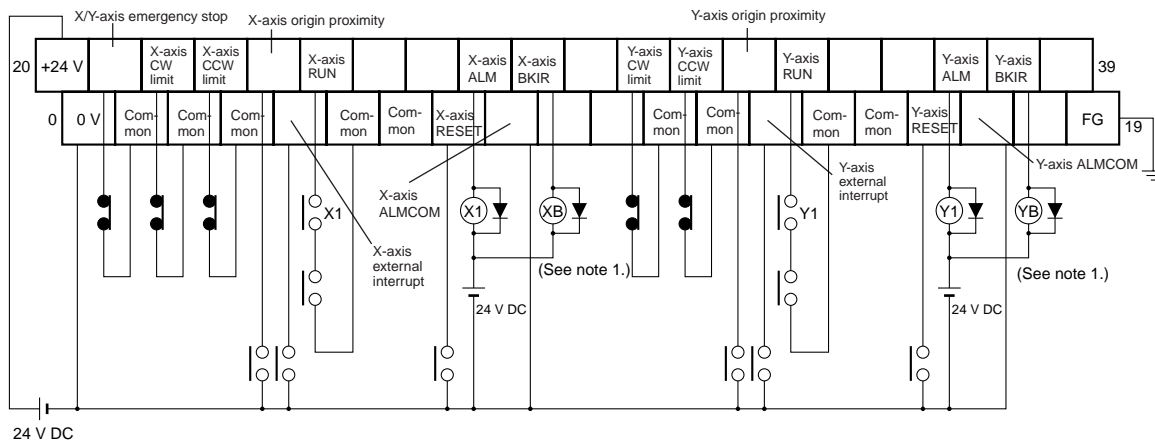 X/Y-axis emergency stop
X-axis origin proximity
Y-axis origin proximity
20
+24 V
X-axis
CW
limit
X-axis
CCW
limit
X-axis
RUN
X-axis
ALM
X-axis
BKIR
Y-axis
CW
limit
Y-axis
CCW
limit
Y-axis
RUN
Y-axis
ALM
Y-axis
BKIR
39
0
0 V
Com-
mon
Com-
mon
Com-
mon
Com-
mon
Com-
mon
X-axis
RESET
Com-
mon
Com-
mon
Com-
mon
Com-
mon
Y-axis
RESET
FG
19
X-axis
ALMCOM
Y-axis
external
interrupt
Y-axis ALMCOM
X1
X1
XB
Y1
Y1
YB
X-axis
external
interrupt
(See note 1.)
(See note 1.)
24 V DC
24 V DC
24 V DC